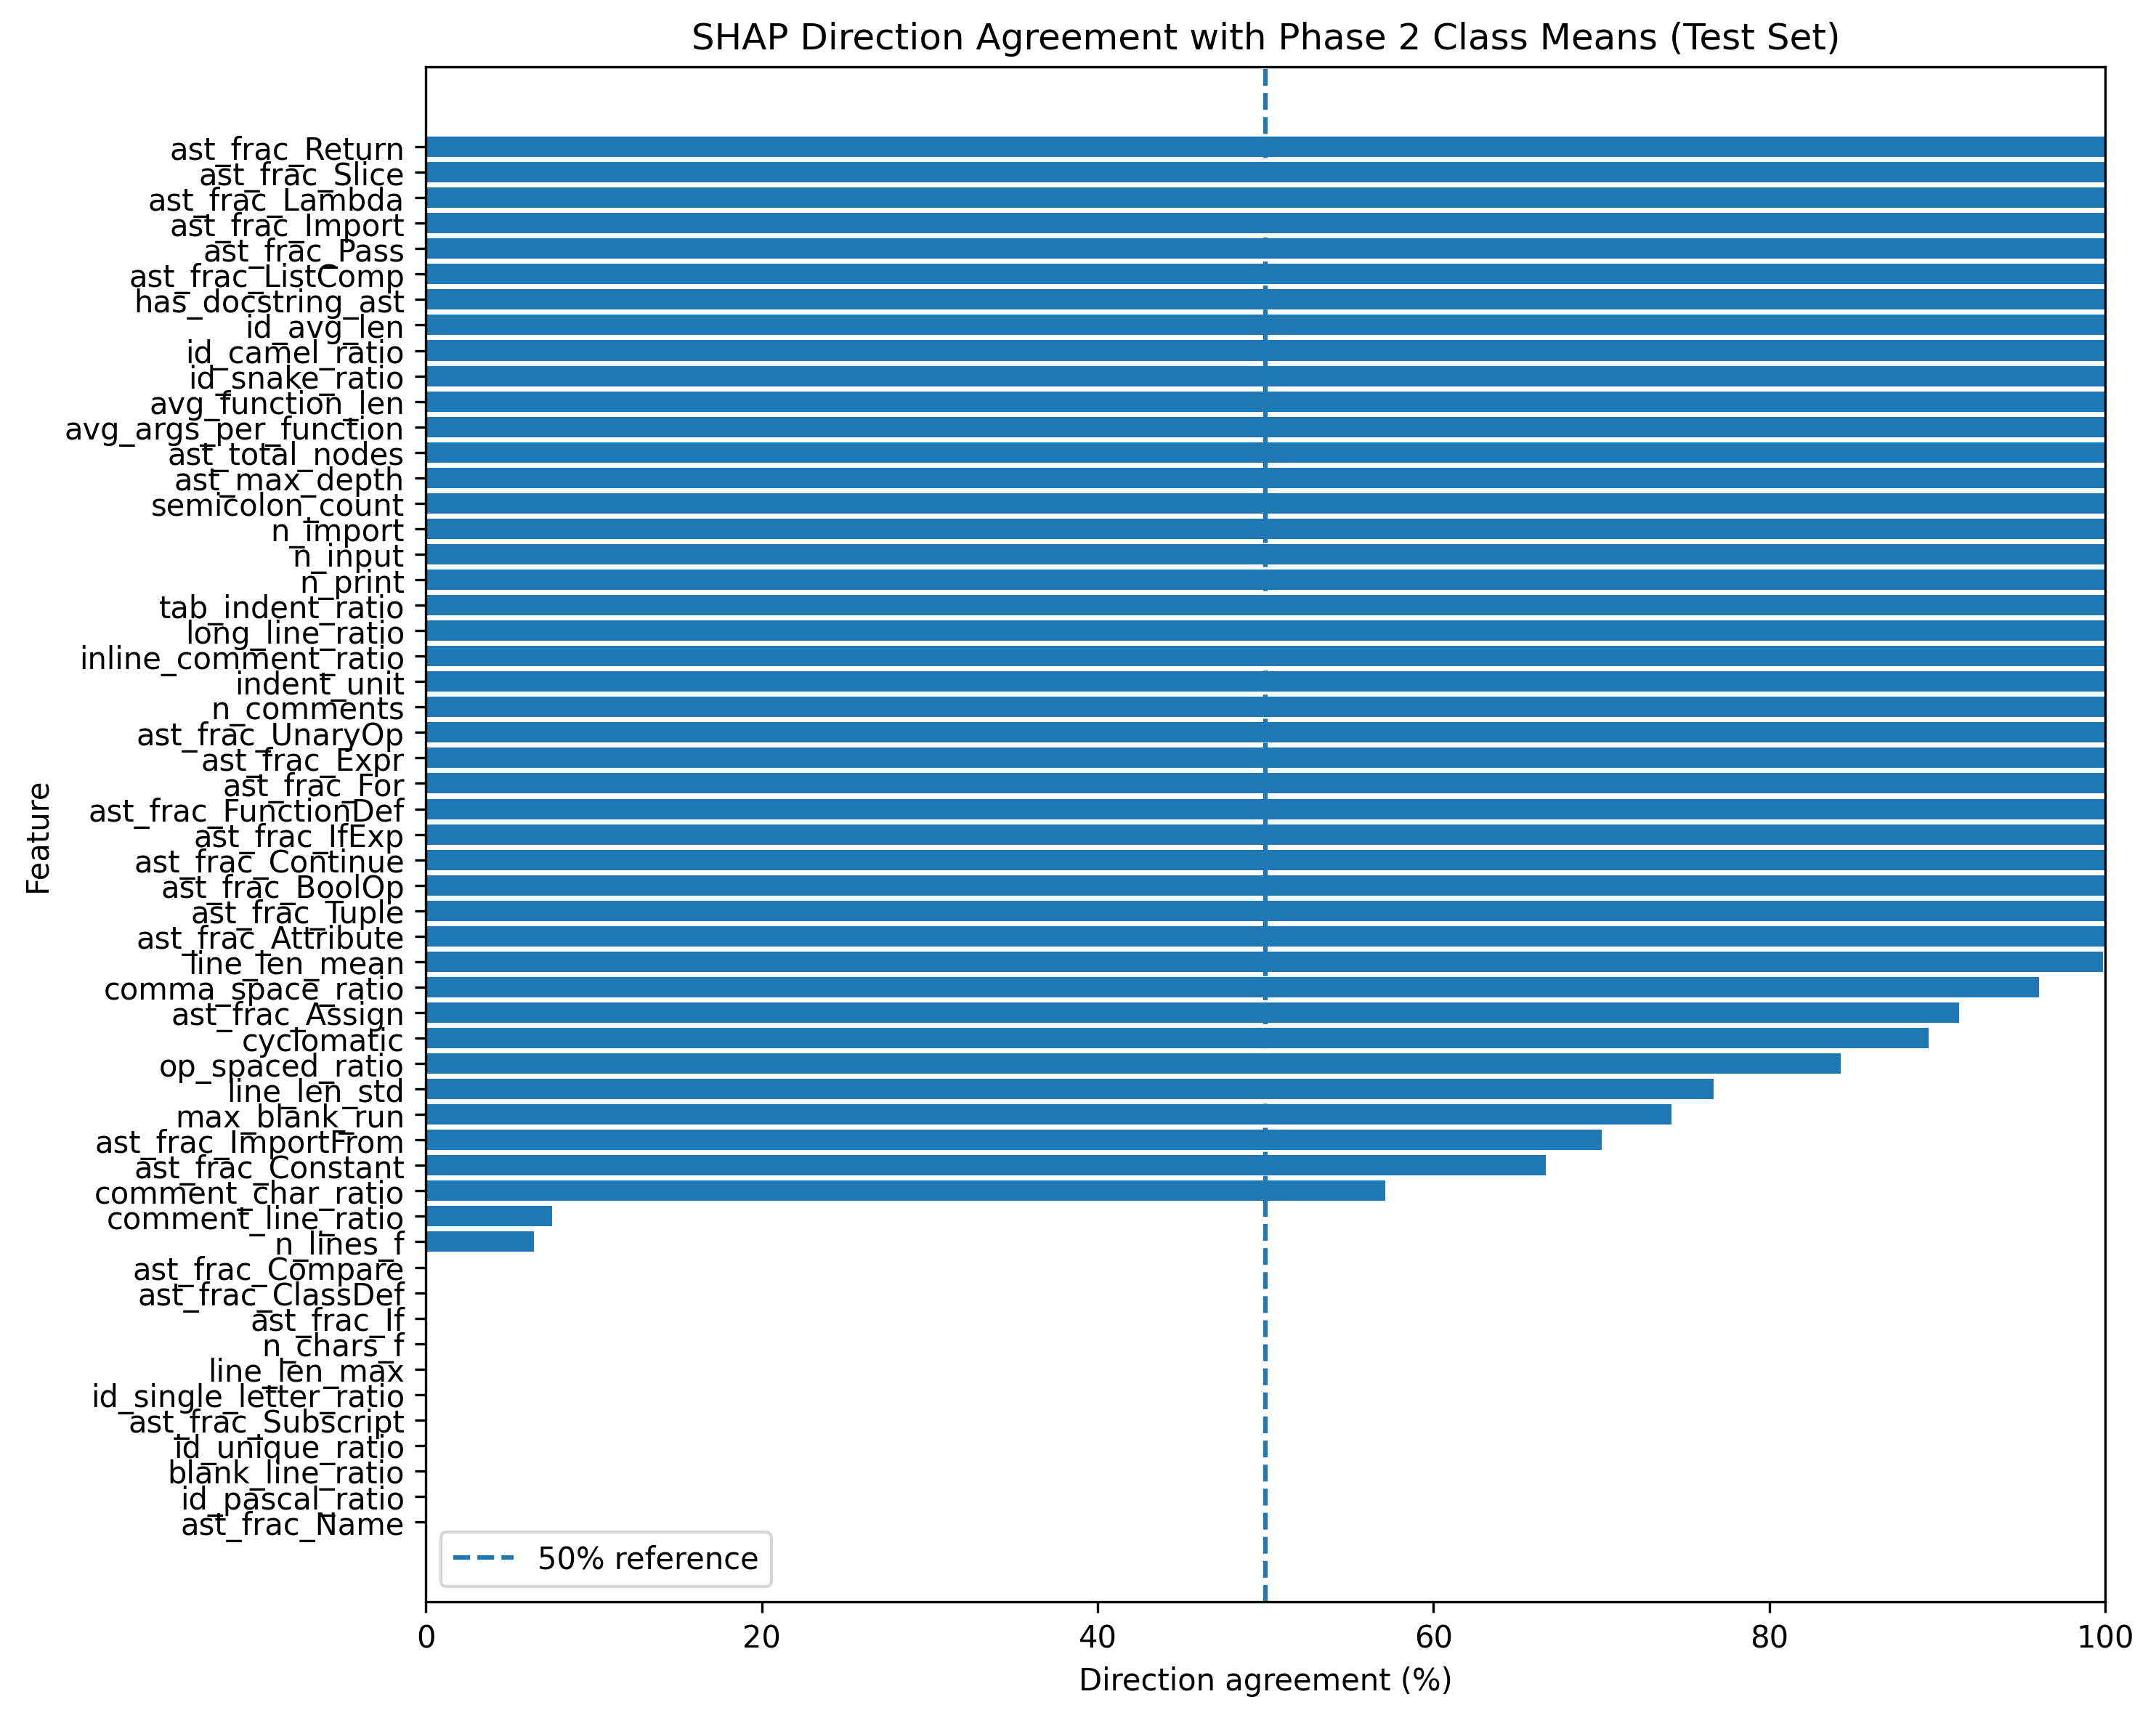 SHAP Direction Agreement with Phase 2 Class Means (Test Set)
Feature
ast_frac_Return
ast_frac_Slice
ast_frac_Lambda
ast_frac_Import
ast_frac_Pass
ast_frac_ListComp
has_docstring_ast
id_avg_len
id_camel_ratio
id_snake_ratio
avg_function_len
avg_args_per_function
ast_total_nodes
ast_max_depth
semicolon_count
n_import
n_input
n_print
tab_indent_ratio
long_line_ratio
inline_comment_ratio
indent_unit
n_comments
ast_frac_UnaryOp
ast_frac_Expr
ast_frac_For
ast_frac_FunctionDef
ast_frac_IfExp
ast_frac_Continue
ast_frac_BoolOp
ast_frac_Tuple
ast_frac_Attribute
line_len_mean
comma_space_ratio
ast_frac_Assign
cyclomatic
op_spaced_ratio
line_len_std
max_blank_run
ast_frac_ImportFrom
ast_frac_Constant
comment_char_ratio
comment_line_ratio
n_lines_f
ast_frac_Compare
ast_frac_ClassDef
ast_frac_If
n_chars_f
line_len_max
id_single_letter_ratio
ast_frac_Subscript
id_unique_ratio
blank_line_ratio
id_pascal_ratio
ast_frac_Name
50% reference
0 20 40 60 80 100
Direction agreement (%)